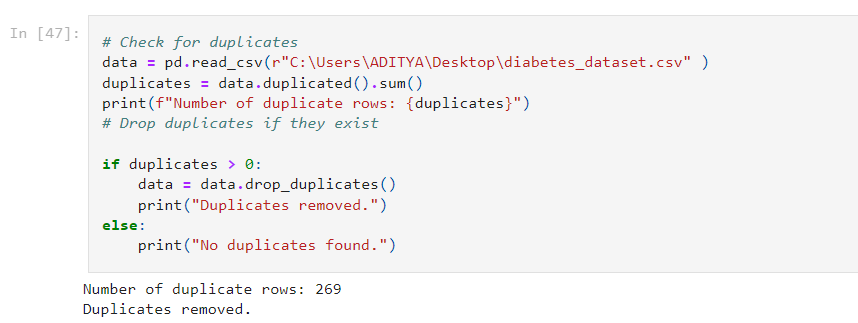 In [47]:
# Check for duplicates
data = pd.read_csv(r"C:\Users\ADITYA\Desktop\diabetes_dataset.csv" )
duplicates = data.duplicated().sum()
print(f"Number of duplicate rows: {duplicates}")
# Drop duplicates if they exist
if duplicates > 0:
    data = data.drop_duplicates()
    print("Duplicates removed.")
else:
    print("No duplicates found.")
Number of duplicate rows: 269
Duplicates removed.